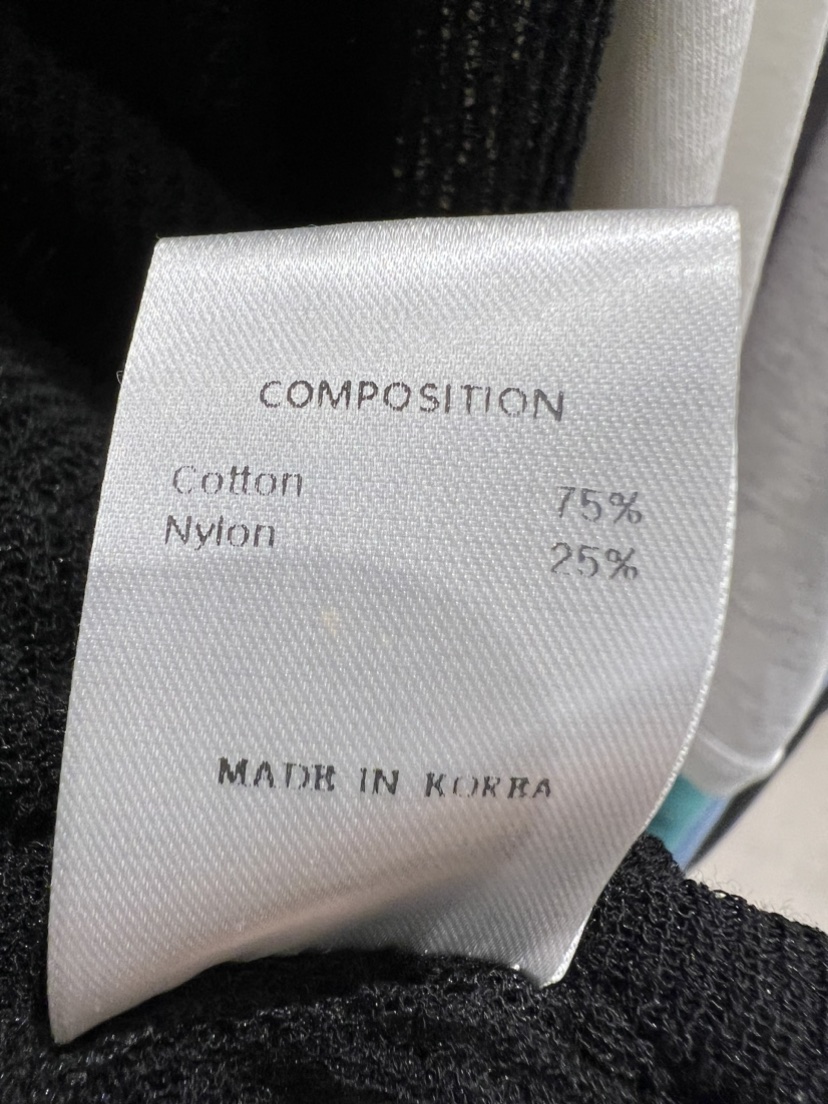 COMPOSITION
Cotton 75%
Nylon 25%
MADE IN KOREA